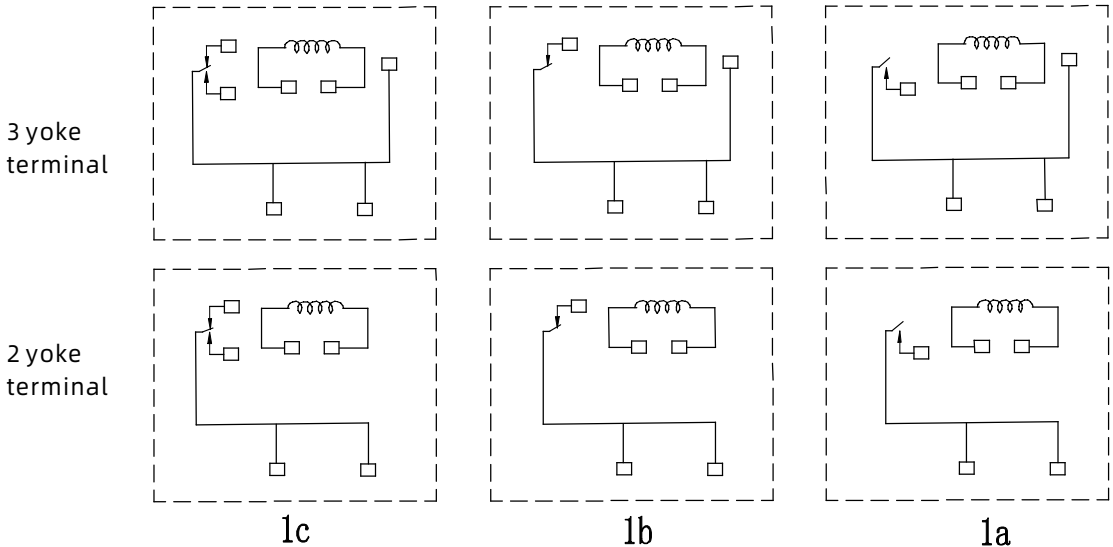 3 yoke
terminal
2 yoke
terminal
1c 1b 1a